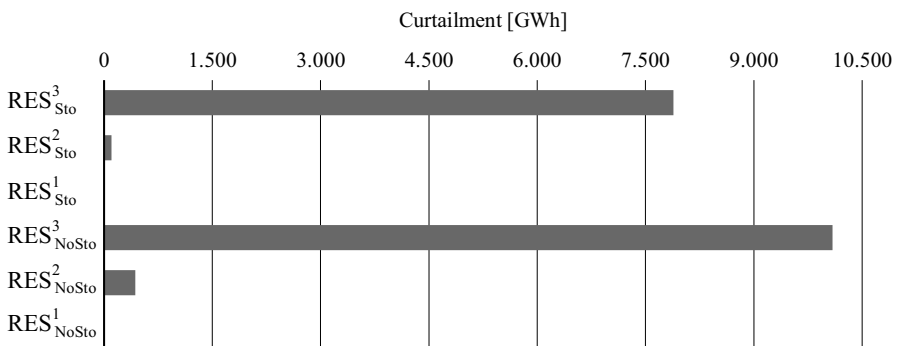 Curtailment [GWh]
0 1.500 3.000 4.500 6.000 7.500 9.000 10.500
RES³Sto
RES²Sto
RES¹Sto
RES³NoSto
RES²NoSto
RES¹NoSto